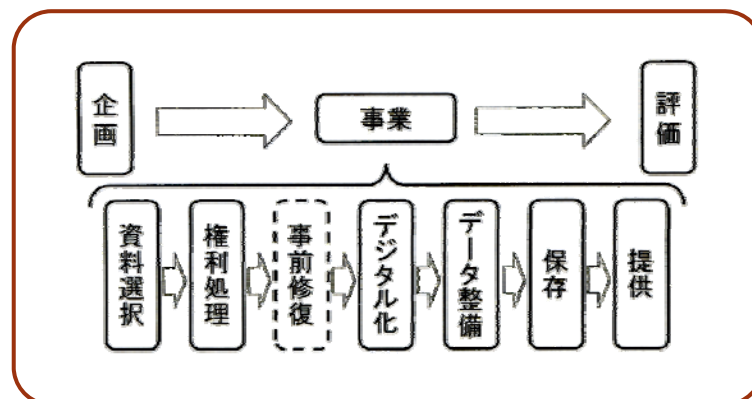 企画
事業
評価
資料選択
権利処理
事前修復
デジタル化
データ整備
保存
提供